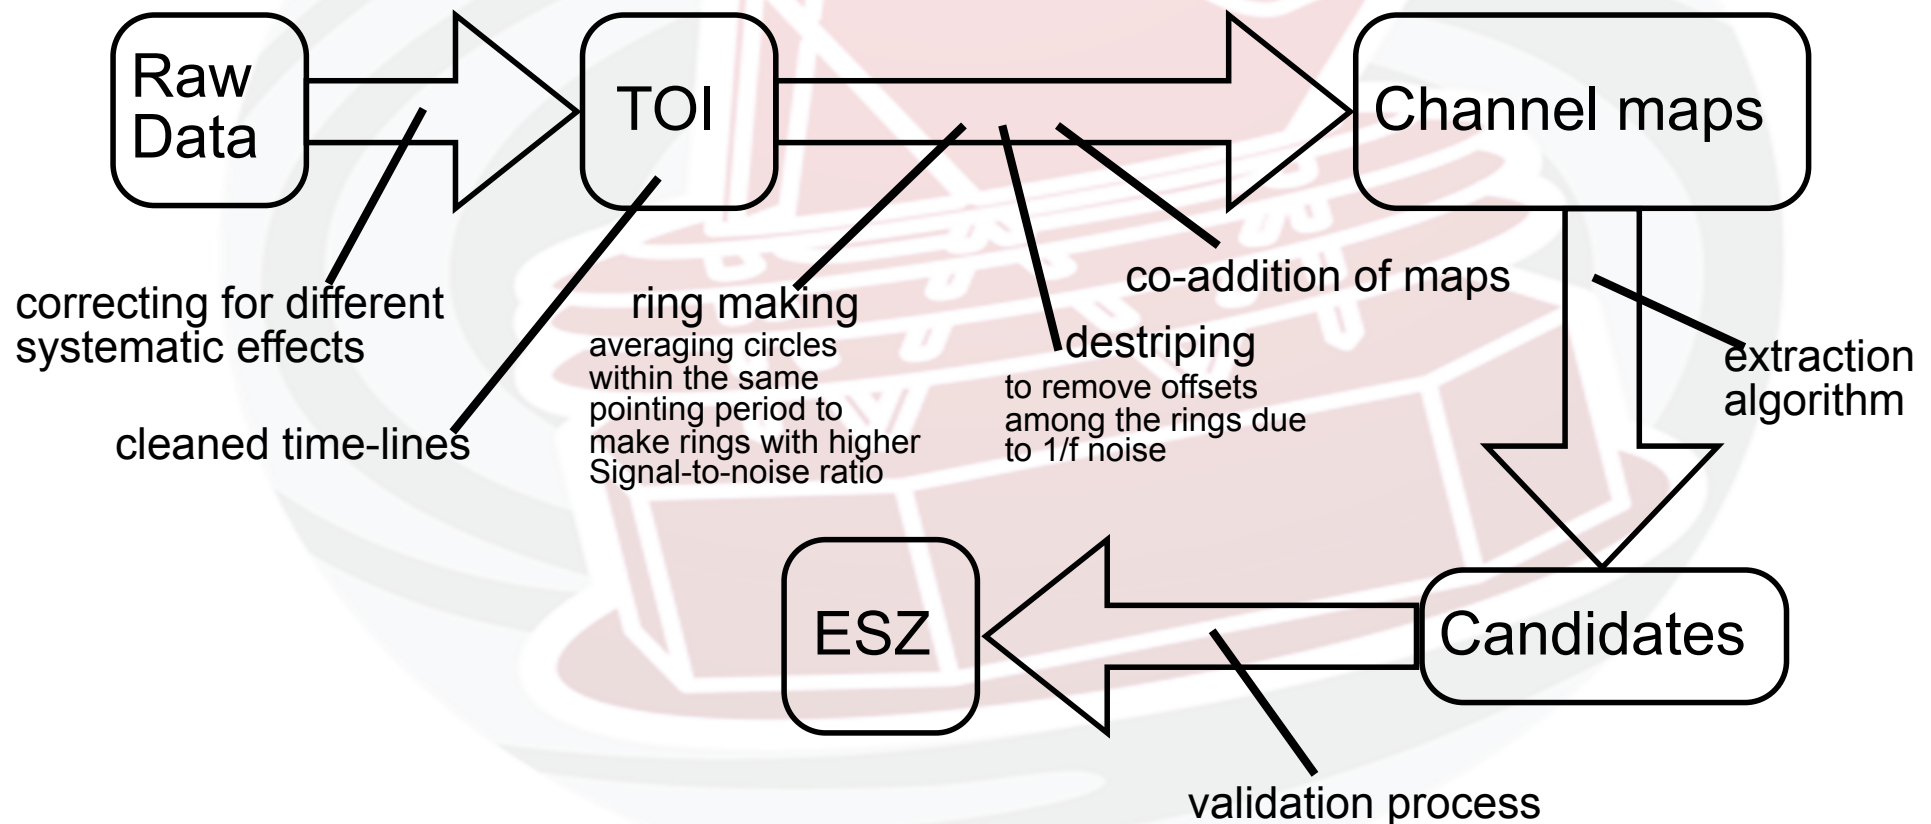 Raw
Data
TOI
Channel maps
correcting for different
systematic effects
cleaned time-lines
ring making
averaging circles
within the same
pointing period to
make rings with higher
Signal-to-noise ratio
co-addition of maps
destriping
to remove offsets
among the rings due
to 1/f noise
extraction
algorithm
ESZ
Candidates
validation process